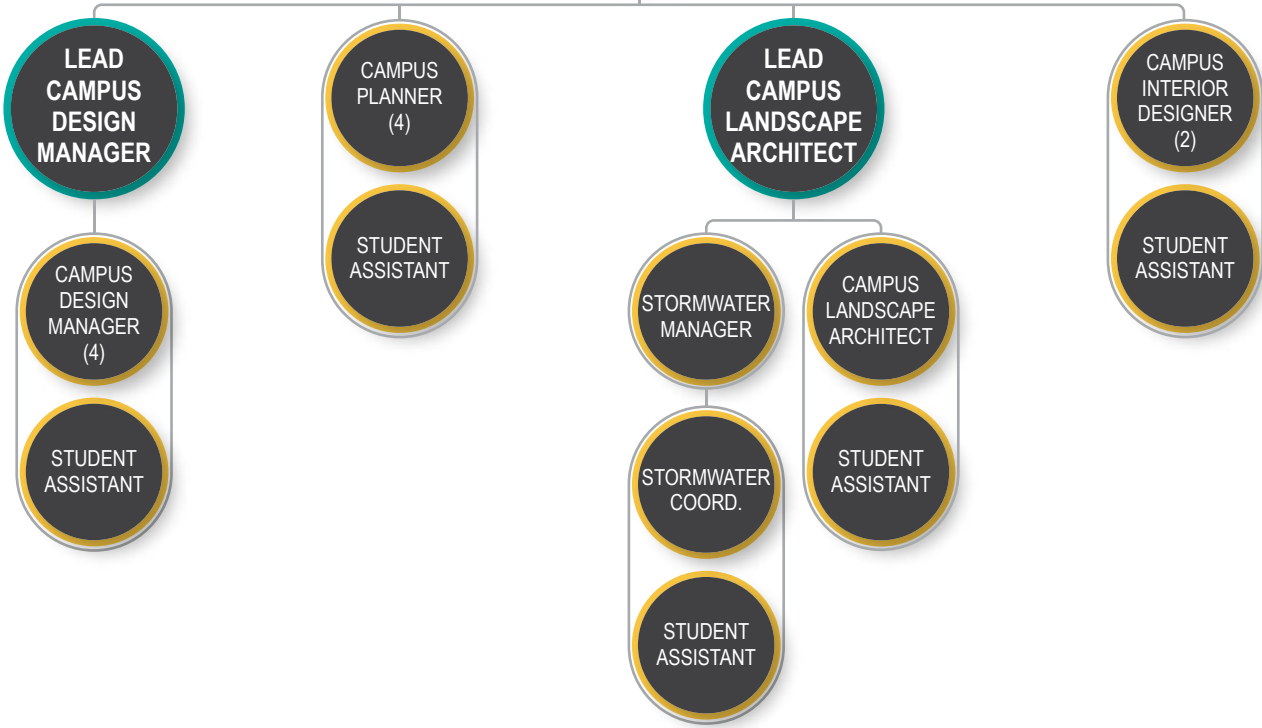 LEAD
CAMPUS
DESIGN
MANAGER
CAMPUS
DESIGN
MANAGER
(4)
STUDENT
ASSISTANT
CAMPUS
PLANNER
(4)
STUDENT
ASSISTANT
LEAD
CAMPUS
LANDSCAPE
ARCHITECT
STORMWATER
MANAGER
STORMWATER
COORD.
STUDENT
ASSISTANT
CAMPUS
LANDSCAPE
ARCHITECT
STUDENT
ASSISTANT
CAMPUS
INTERIOR
DESIGNER
(2)
STUDENT
ASSISTANT